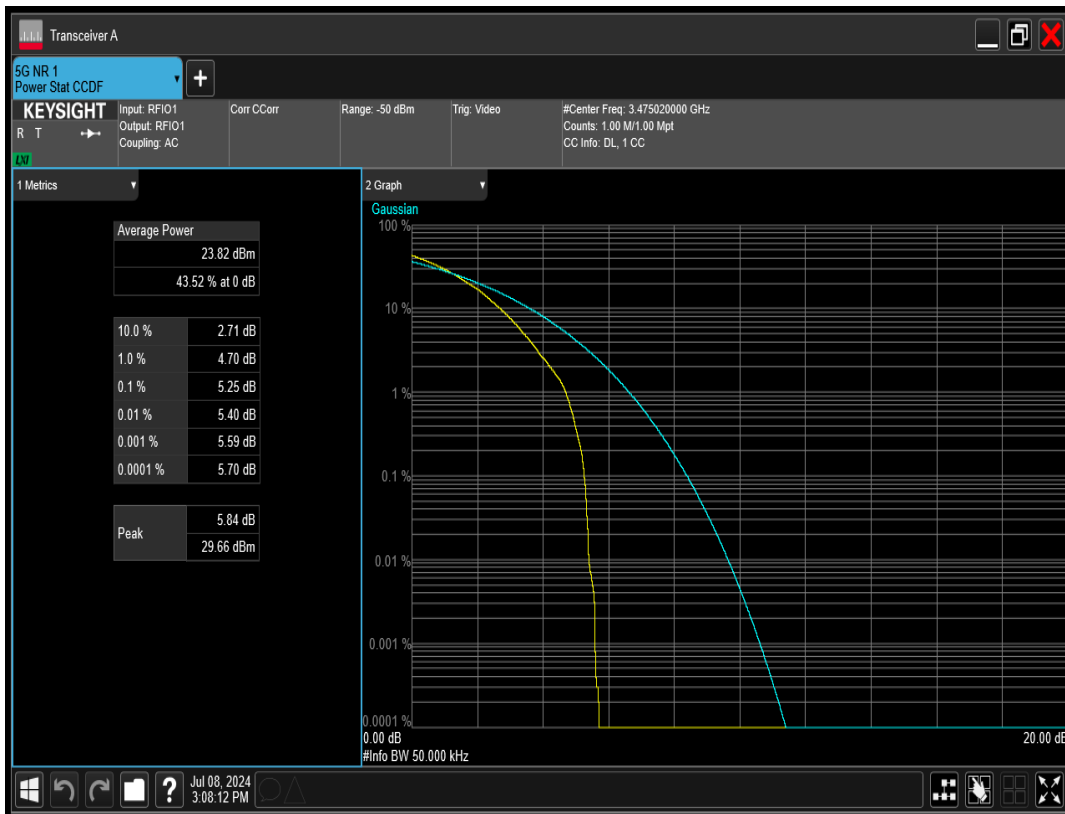 Transceiver A
5G NR 1
Power Stat CCDF
+
KEYSIGHT
R T
LXI
Input: RFIO1
Output: RFIO1
Coupling: AC
Corr CCorr
Range: -50 dBm
Trig: Video
#Center Freq: 3.475020000 GHz
Counts: 1.00 M/1.00 Mpt
CC Info: DL, 1 CC
1 Metrics
Average Power
23.82 dBm
43.52 % at 0 dB
10.0 % 2.71 dB
1.0 % 4.70 dB
0.1 % 5.25 dB
0.01 % 5.40 dB
0.001 % 5.59 dB
0.0001 % 5.70 dB
Peak
5.84 dB
29.66 dBm
2 Graph
Gaussian
100 %
10 %
1 %
0.1 %
0.01 %
0.001 %
0.0001 %
0.00 dB
20.00 dB
#Info BW 50.000 kHz
?
Jul 08, 2024
3:08:12 PM